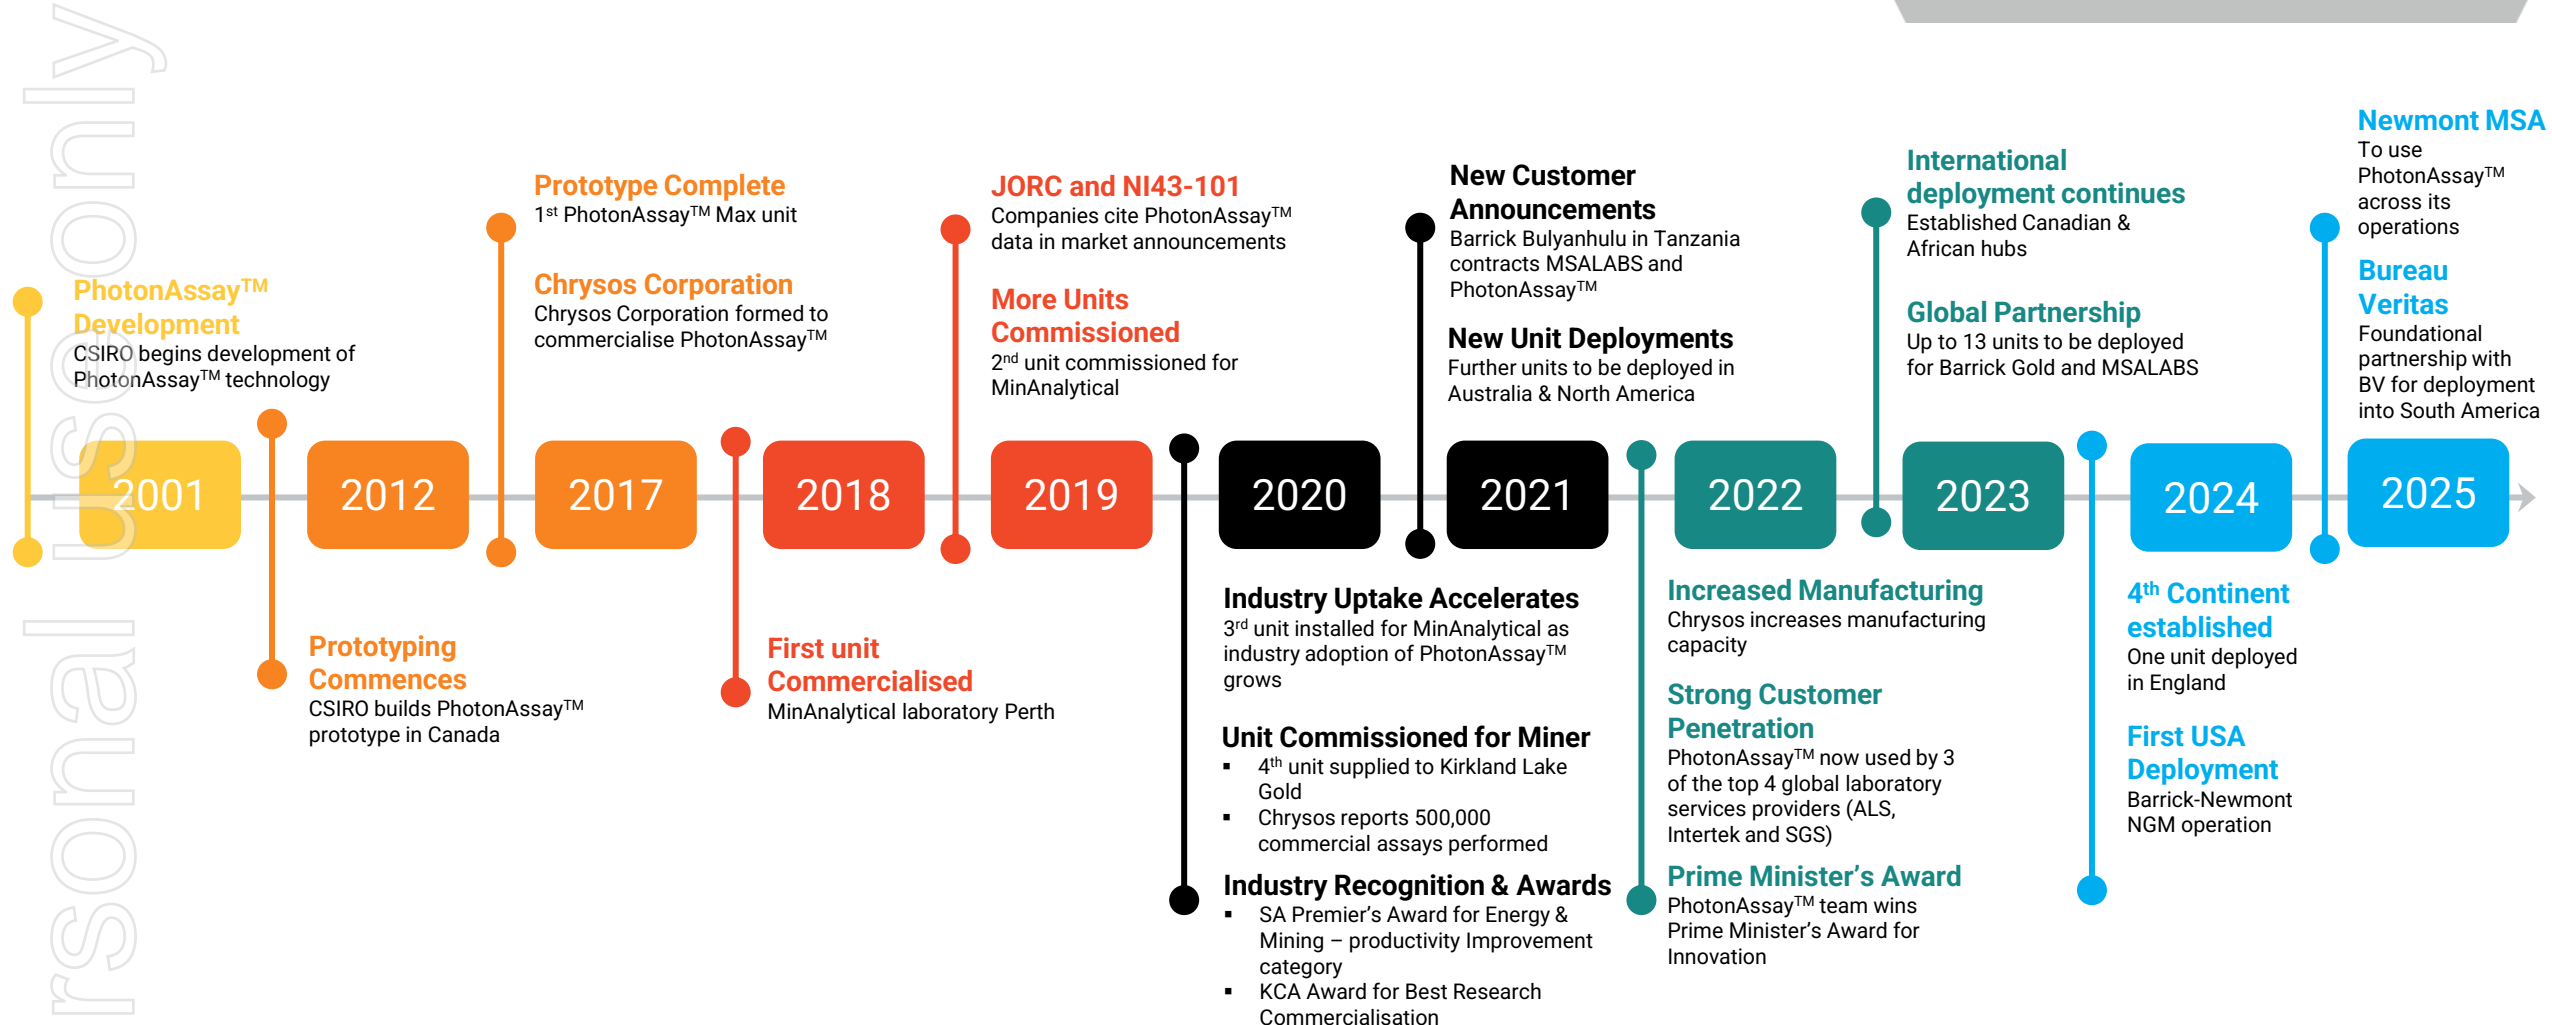 PhotonAssay™
Development
CSIRO begins development of
PhotonAssay™ technology
2001
2012
Prototyping
Commences
CSIRO builds PhotonAssay™
prototype in Canada
Prototype Complete
1st PhotonAssay™ Max unit
Chrysos Corporation
Chrysos Corporation formed to
commercialise PhotonAssay™
2017
2018
First unit
Commercialised
MinAnalytical laboratory Perth
JORC and NI43-101
Companies cite PhotonAssay™
data in market announcements
More Units
Commissioned
2nd unit commissioned for
MinAnalytical
2019
2020
Industry Uptake Accelerates
3rd unit installed for MinAnalytical as
industry adoption of PhotonAssay™
grows
Unit Commissioned for Miner
▪ 4th unit supplied to Kirkland Lake
Gold
▪ Chrysos reports 500,000
commercial assays performed
Industry Recognition & Awards
▪ SA Premier’s Award for Energy &
Mining – productivity Improvement
category
▪ KCA Award for Best Research
Commercialisation
New Customer
Announcements
Barrick Bulyanhulu in Tanzania
contracts MSALABS and
PhotonAssay™
New Unit Deployments
Further units to be deployed in
Australia & North America
2021
2022
Increased Manufacturing
Chrysos increases manufacturing
capacity
Strong Customer
Penetration
PhotonAssay™ now used by 3
of the top 4 global laboratory
services providers (ALS,
Intertek and SGS)
Prime Minister’s Award
PhotonAssay™ team wins
Prime Minister’s Award for
Innovation
International
deployment continues
Established Canadian &
African hubs
Global Partnership
Up to 13 units to be deployed
for Barrick Gold and MSALABS
2023
2024
4th Continent
established
One unit deployed
in England
First USA
Deployment
Barrick-Newmont
NGM operation
Newmont MSA
To use
PhotonAssay™
across its
operations
Bureau
Veritas
Foundational
partnership with
BV for deployment
into South America
2025
rsonal use only